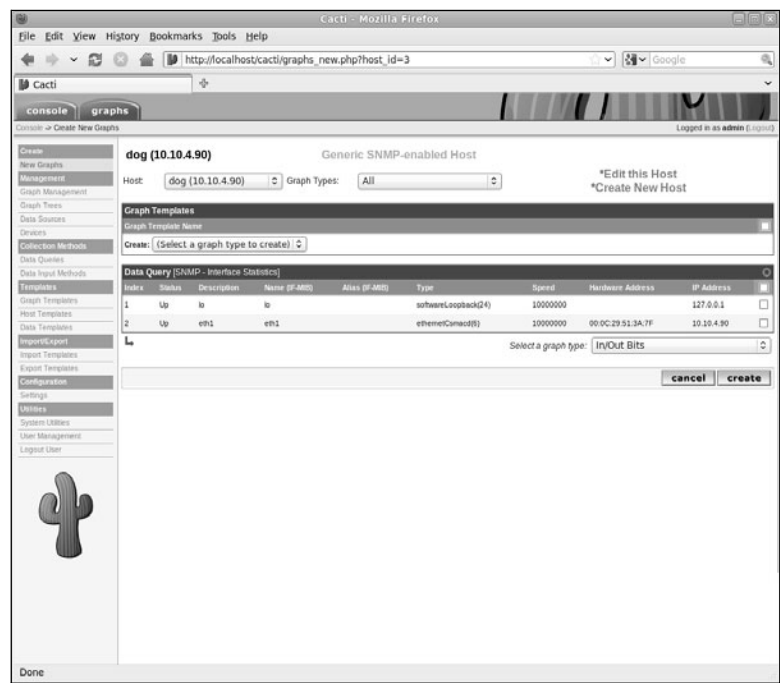 Cacti - Mozilla Firefox
File Edit View History Bookmarks Tools Help
http://localhost/cacti/graphs_new.php?host_id=3
Google
Cacti
console graphs
Console -> Create New Graphs
Logged in as admin (Logout)
Create
New Graphs
Management
Graph Management
Graph Trees
Data Sources
Devices
Collection Methods
Data Queries
Data Input Methods
Templates
Graph Templates
Host Templates
Data Templates
Import/Export
Import Templates
Export Templates
Configuration
Settings
Utilities
System Utilities
User Management
Logout User
dog (10.10.4.90) Generic SNMP-enabled Host
Host: dog (10.10.4.90) Graph Types: All
*Edit this Host
*Create New Host
Graph Templates
Graph Template Name
Create: (Select a graph type to create)
Data Query [SNMP - Interface Statistics]
Index Status Description Name (IF-MIB) Alias (IF-MIB) Type Speed Hardware Address IP Address
1 Up lo lo softwareLoopback(24) 10000000 127.0.0.1
2 Up eth1 eth1 ethernetCsmacd(6) 10000000 00:0C:29:51:3A:7F 10.10.4.90
Select a graph type: In/Out Bits
cancel create
Done